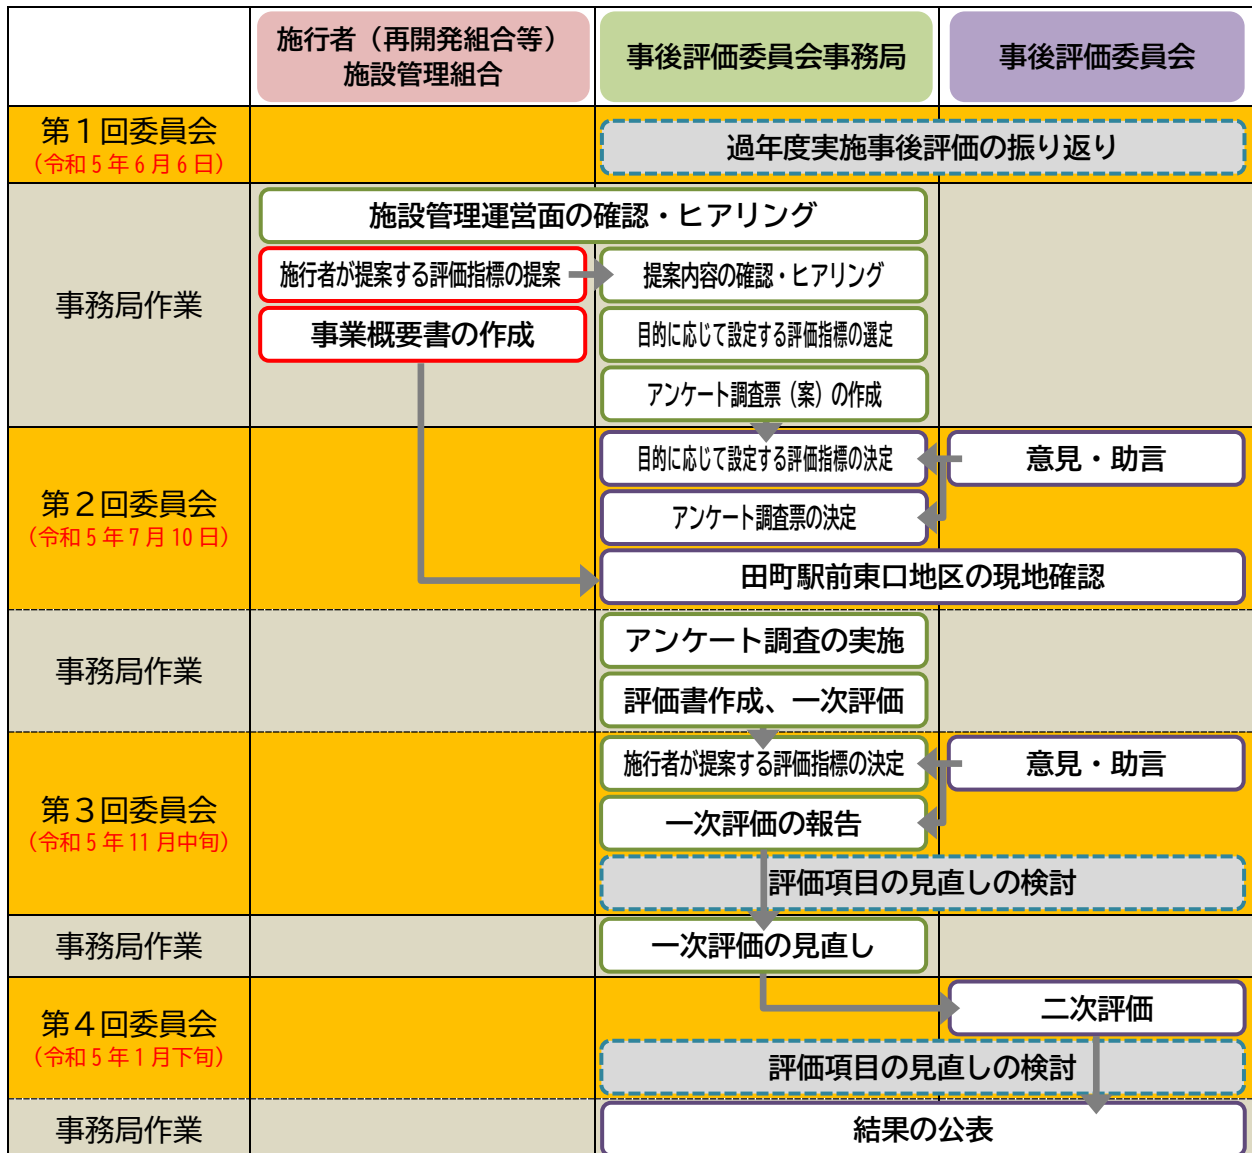 施行者（再開発組合等）
施設管理組合
事後評価委員会事務局
事後評価委員会
第１回委員会
（令和５年６月６日）
過年度実施事後評価の振り返り
事務局作業
施設管理運営面の確認・ヒアリング
施行者が提案する評価指標の提案
提案内容の確認・ヒアリング
事業概要書の作成
目的に応じて設定する評価指標の選定
アンケート調査票（案）の作成
第２回委員会
（令和５年７月10日）
目的に応じて設定する評価指標の決定
意見・助言
アンケート調査票の決定
田町駅前東口地区の現地確認
事務局作業
アンケート調査の実施
評価書作成、一次評価
第３回委員会
（令和５年11月中旬）
施行者が提案する評価指標の決定
意見・助言
一次評価の報告
評価項目の見直しの検討
事務局作業
一次評価の見直し
第４回委員会
（令和５年１月下旬）
二次評価
評価項目の見直しの検討
事務局作業
結果の公表